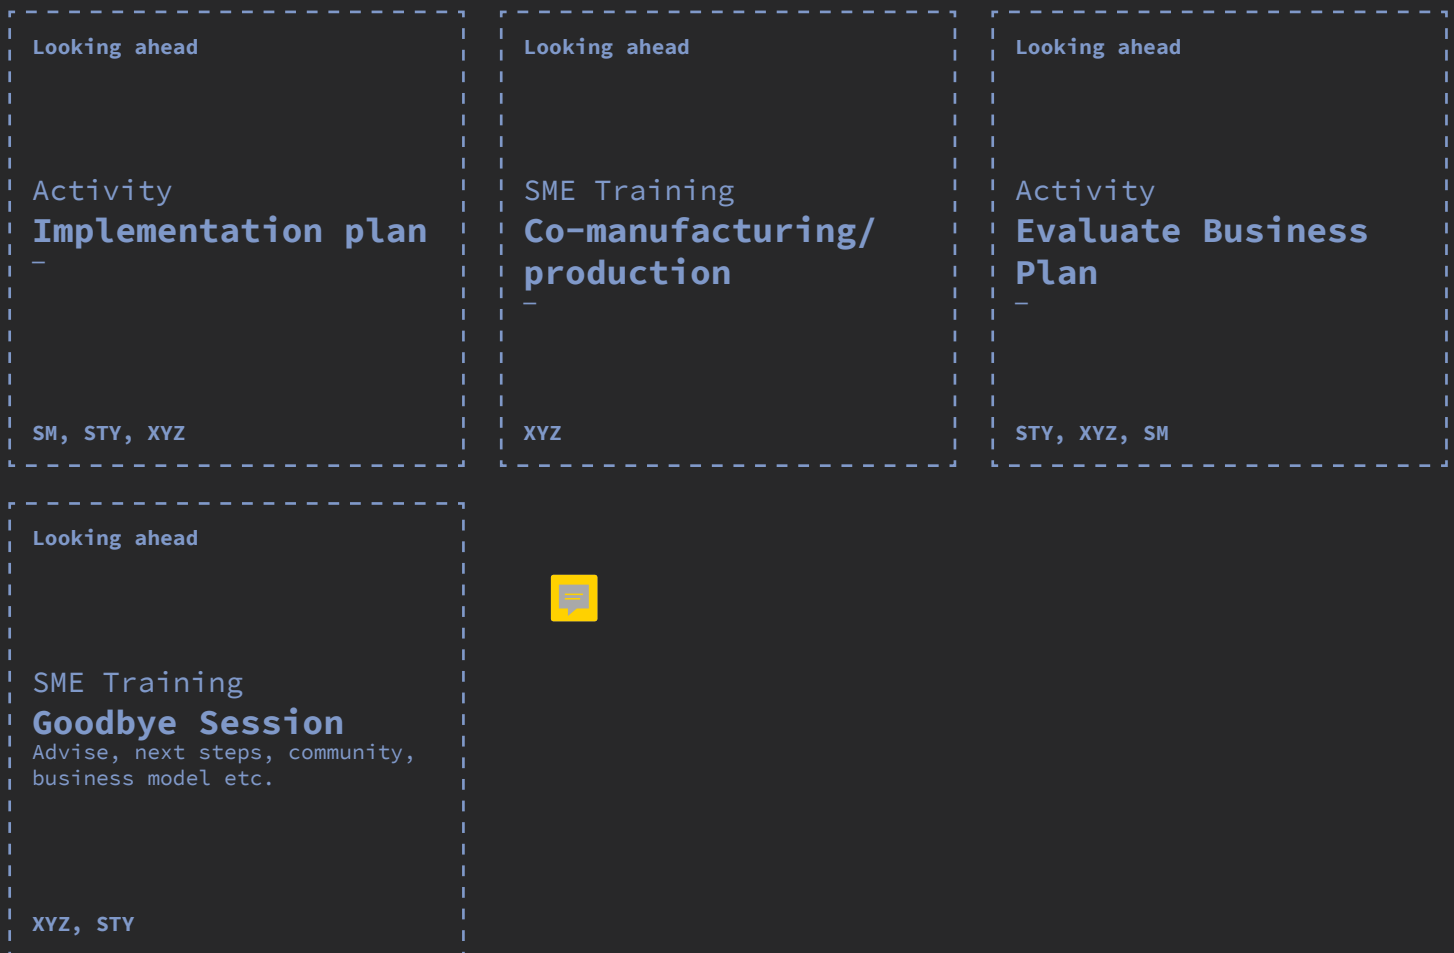 Looking ahead
Activity
Implementation plan
—
SM, STY, XYZ
Looking ahead
SME Training
Co-manufacturing/
production
—
XYZ
Looking ahead
Activity
Evaluate Business
Plan
—
STY, XYZ, SM
Looking ahead
SME Training
Goodbye Session
Advise, next steps, community,
business model etc.
XYZ, STY